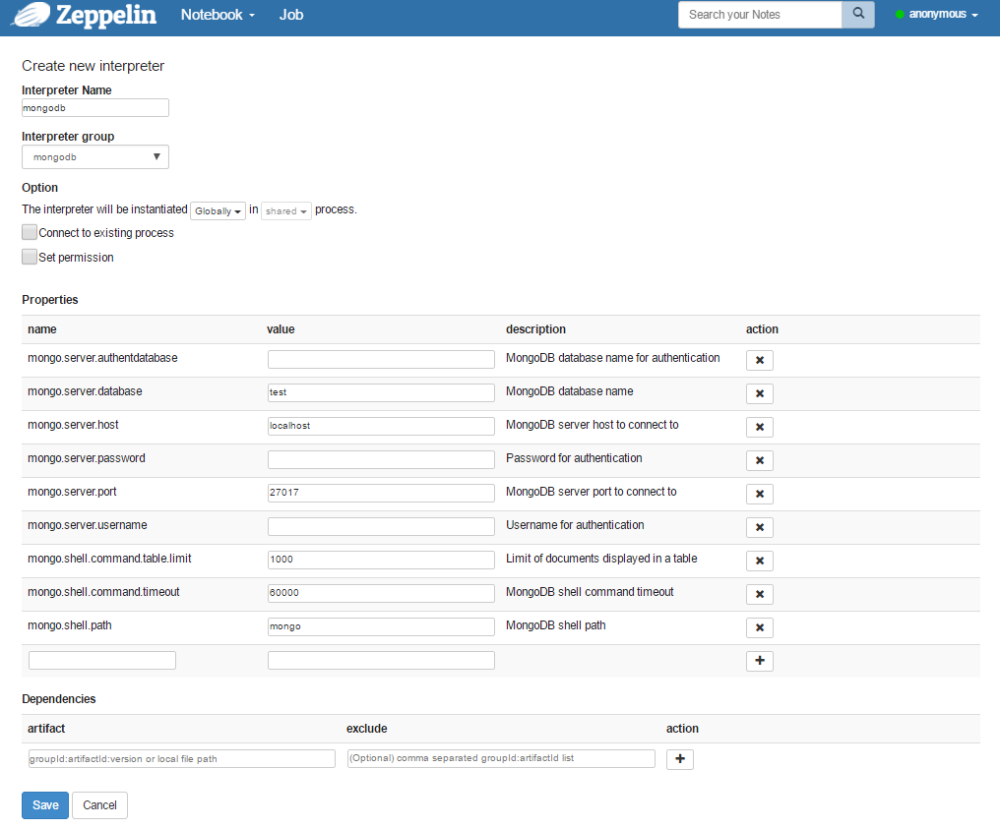 Zeppelin Notebook Job Search your Notes anonymous
Create new interpreter
Interpreter Name
mongodb
Interpreter group
mongodb
Option
The interpreter will be instantiated Globally in shared process.
Connect to existing process
Set permission
Properties
name value description action
mongo.server.authentdatabase MongoDB database name for authentication
mongo.server.database test MongoDB database name
mongo.server.host localhost MongoDB server host to connect to
mongo.server.password Password for authentication
mongo.server.port 27017 MongoDB server port to connect to
mongo.server.username Username for authentication
mongo.shell.command.table.limit 1000 Limit of documents displayed in a table
mongo.shell.command.timeout 60000 MongoDB shell command timeout
mongo.shell.path mongo MongoDB shell path
Dependencies
artifact exclude action
groupId:artifactId:version or local file path (Optional) comma separated groupId:artifactId list
Save Cancel